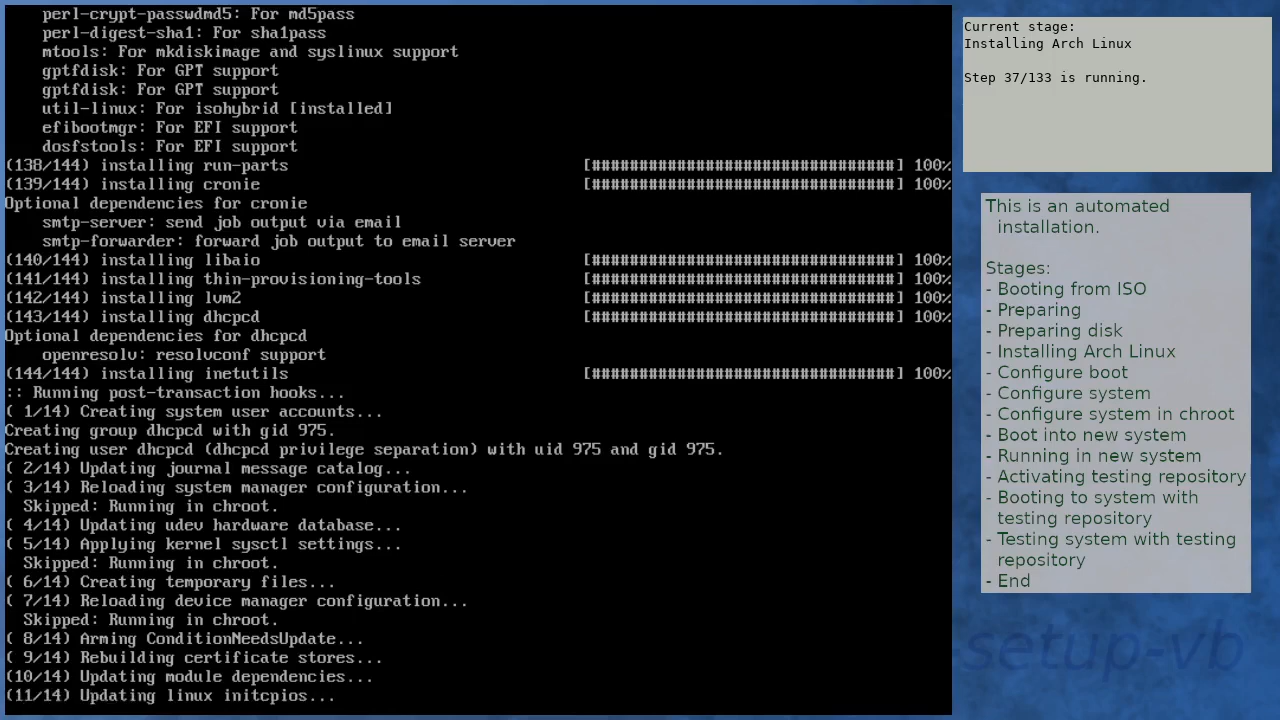 perl-crypt-passwdmd5: For md5pass
perl-digest-sha1: For sha1pass
mtools: For mkdiskimage and syslinux support
gptfdisk: For GPT support
gptfdisk: For GPT support
util-linux: For isohybrid [installed]
efibootmgr: For EFI support
dosfstools: For EFI support
(138/144) installing run-parts [################################] 100%
(139/144) installing cronie [################################] 100%
Optional dependencies for cronie
smtp-server: send job output via email
smtp-forwarder: forward job output to email server
(140/144) installing libaio [################################] 100%
(141/144) installing thin-provisioning-tools [################################] 100%
(142/144) installing lvm2 [################################] 100%
(143/144) installing dhcpcd [################################] 100%
Optional dependencies for dhcpcd
openresolv: resolvconf support
(144/144) installing inetutils [################################] 100%
:: Running post-transaction hooks...
( 1/14) Creating system user accounts...
Creating group dhcpcd with gid 975.
Creating user dhcpcd (dhcpcd privilege separation) with uid 975 and gid 975.
( 2/14) Updating journal message catalog...
( 3/14) Reloading system manager configuration...
Skipped: Running in chroot.
( 4/14) Updating udev hardware database...
( 5/14) Applying kernel sysctl settings...
Skipped: Running in chroot.
( 6/14) Creating temporary files...
( 7/14) Reloading device manager configuration...
Skipped: Running in chroot.
( 8/14) Arming ConditionNeedsUpdate...
( 9/14) Rebuilding certificate stores...
(10/14) Updating module dependencies...
(11/14) Updating linux initcpios...
Current stage:
Installing Arch Linux
Step 37/133 is running.
This is an automated
installation.
Stages:
- Booting from ISO
- Preparing
- Preparing disk
- Installing Arch Linux
- Configure boot
- Configure system
- Configure system in chroot
- Boot into new system
- Running in new system
- Activating testing repository
- Booting to system with
testing repository
- Testing system with testing
repository
- End
-setup-vb